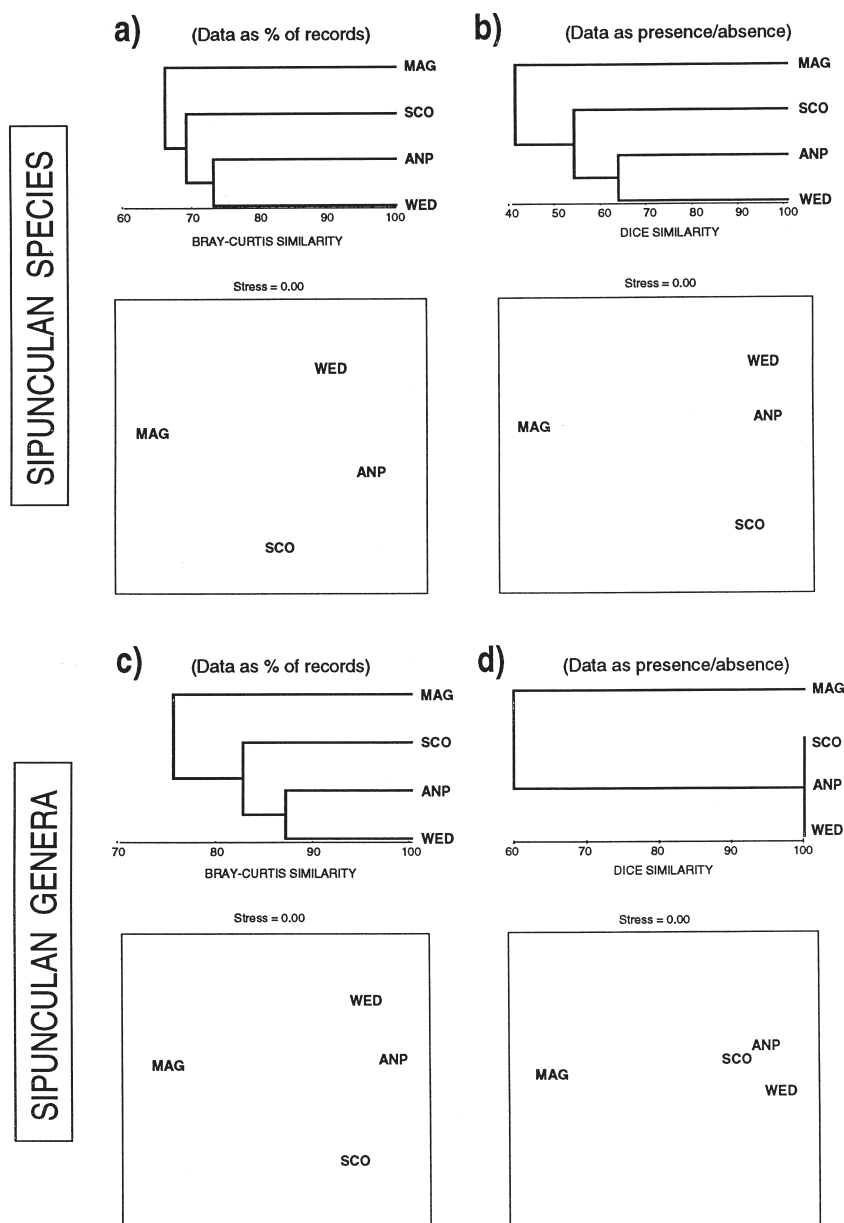 SIPUNCULAN SPECIES
a)
(Data as % of records)
MAG
SCO
ANP
WED
60 70 80 90 100
BRAY-CURTIS SIMILARITY
Stress = 0.00
WED
MAG
ANP
SCO
b)
(Data as presence/absence)
MAG
SCO
ANP
WED
40 50 60 70 80 90 100
DICE SIMILARITY
Stress = 0.00
WED
ANP
MAG
SCO
SIPUNCULAN GENERA
c)
(Data as % of records)
MAG
SCO
ANP
WED
70 80 90 100
BRAY-CURTIS SIMILARITY
Stress = 0.00
WED
ANP
MAG
SCO
d)
(Data as presence/absence)
MAG
SCO
ANP
WED
60 70 80 90 100
DICE SIMILARITY
Stress = 0.00
ANP
SCO
MAG
WED